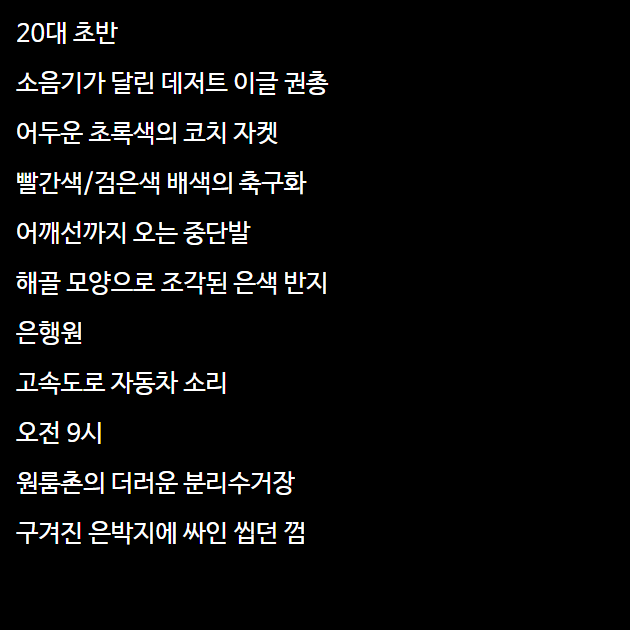 20대 초반
소음기가 달린 데저트 이글 권총
어두운 초록색의 코치 자켓
빨간색/검은색 배색의 축구화
어깨선까지 오는 중단발
해골 모양으로 조각된 은색 반지
은행원
고속도로 자동차 소리
오전 9시
원룸촌의 더러운 분리수거장
구겨진 은박지에 싸인 씹던 껌